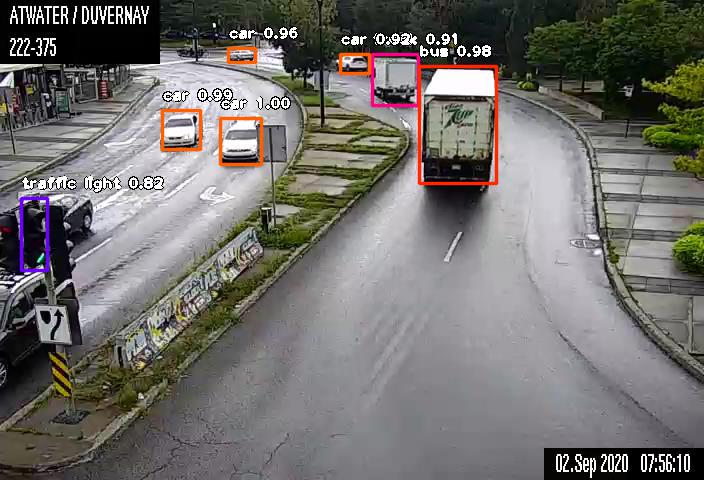 ATWATER / DUVERNAY
222-375
car 0.96
car 0.92
0.91
bus 0.98
car 0.99
car 1.00
traffic light 0.82
7UP
02.Sep 2020 07:56:10